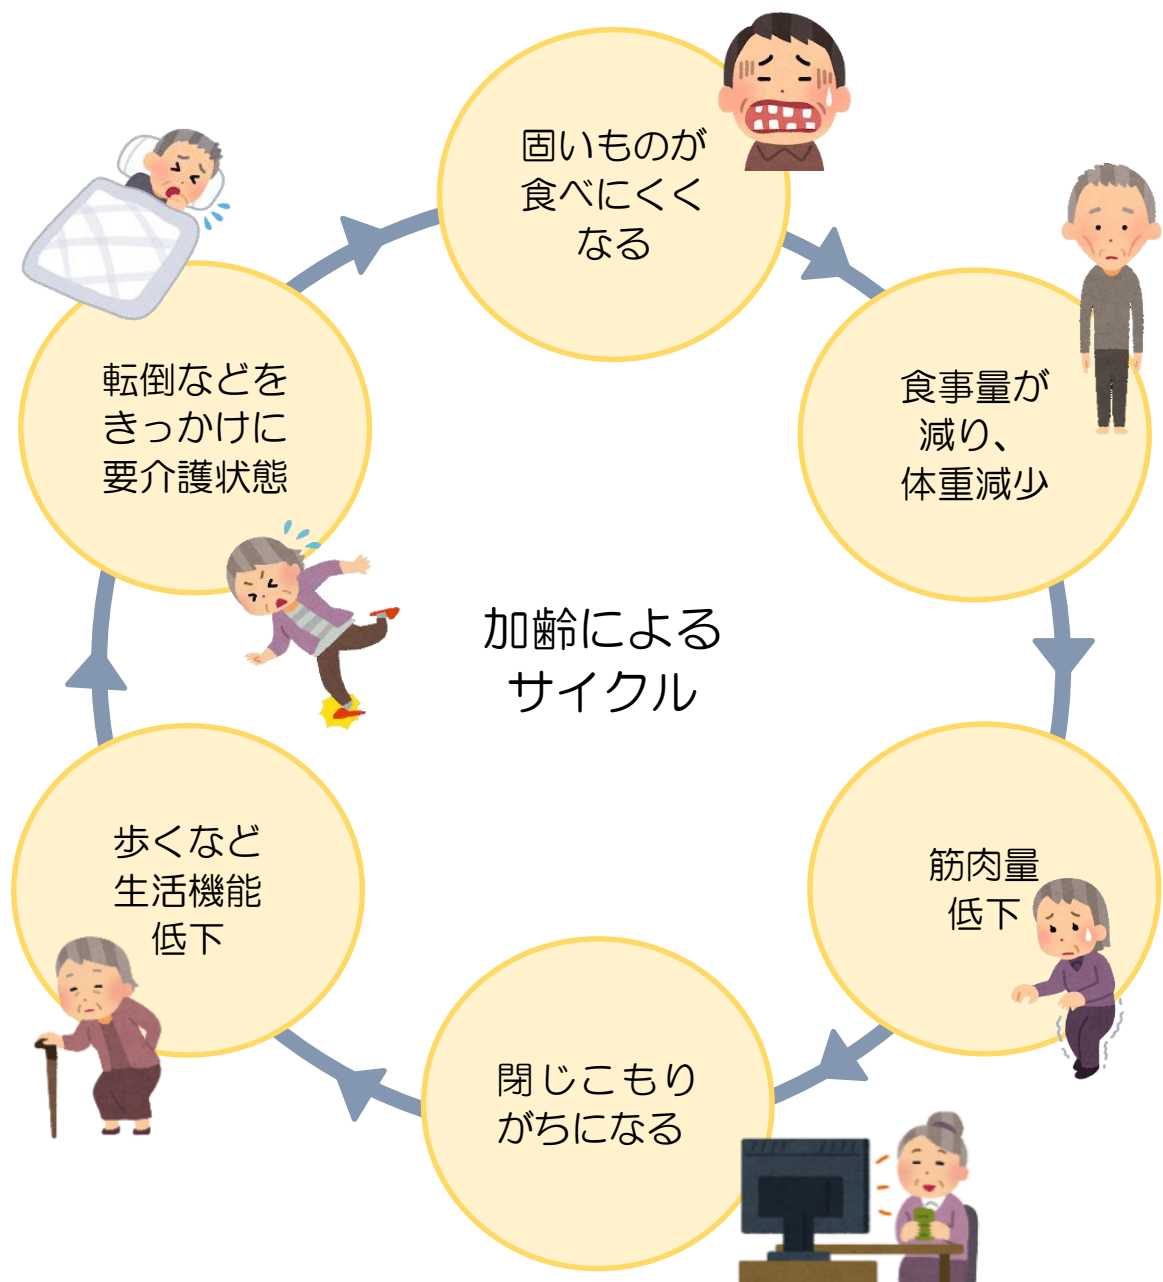 固いものが
食べにくく
なる
食事量が
減り、
体重減少
筋肉量
低下
閉じこもり
がちになる
歩くなど
生活機能
低下
転倒などを
きっかけに
要介護状態
加齢による
サイクル